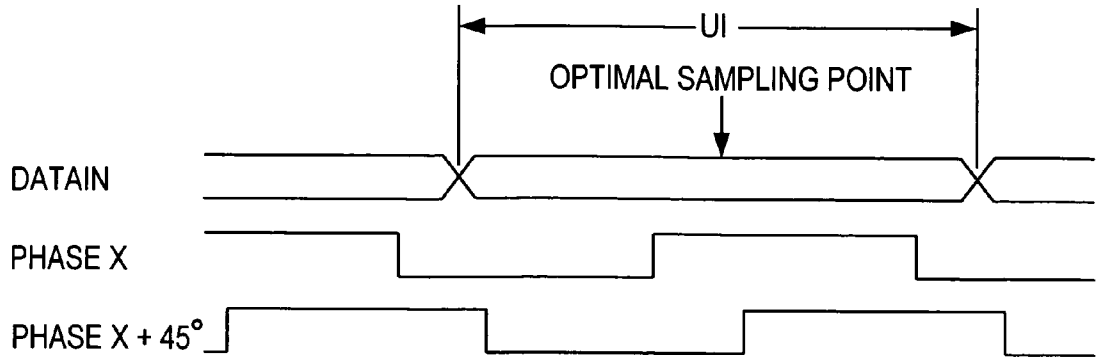 UI
OPTIMAL SAMPLING POINT
DATAIN
PHASE X
PHASE X + 45°